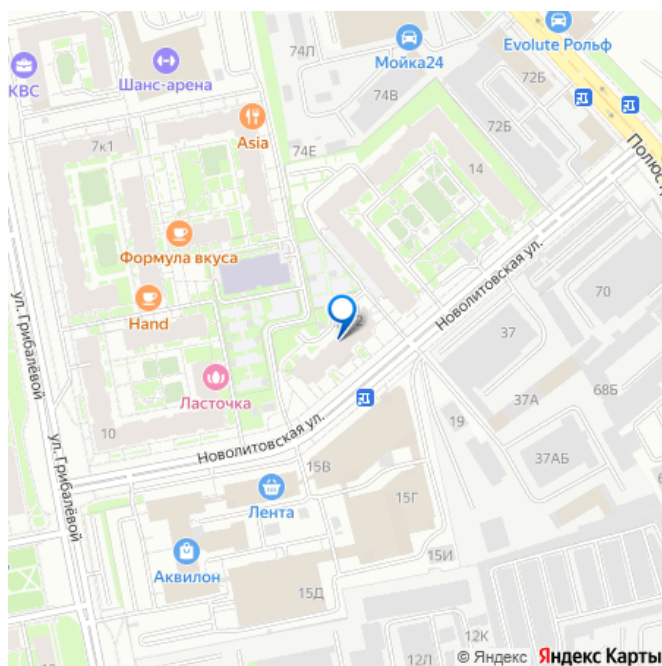 Evolute Рольф
74Л
Мойка24
72Б
КВС
Шанс-арена
74В
72Б
7к1
Asia
74Е
14
Полюс
Формула вкуса
Новолитовская ул.
Hand
ул. Грибалёвой
70
37
Ласточка
68Б
37А
10
19
ул. Грибалёвой
Новолитовская ул.
15В
37АБ
Лента
15Г
Аквилон
15И
15Д
12К
12Л
© Яндекс Яндекс Карты